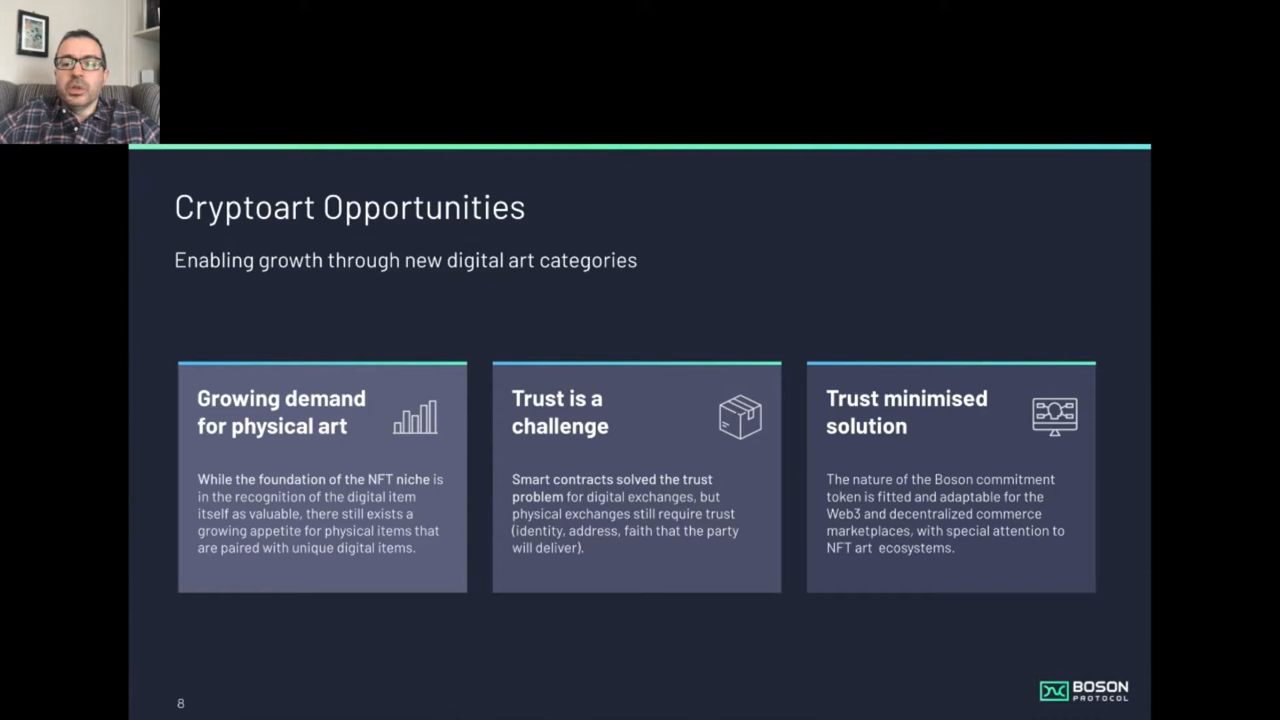 Cryptoart Opportunities
Enabling growth through new digital art categories
Growing demand
for physical art
While the foundation of the NFT niche is
in the recognition of the digital item
itself as valuable, there still exists a
growing appetite for physical items that
are paired with unique digital items.
Trust is a
challenge
Smart contracts solved the trust
problem for digital exchanges, but
physical exchanges still require trust
(identity, address, faith that the party
will deliver).
Trust minimised
solution
The nature of the Boson commitment
token is fitted and adaptable for the
Web3 and decentralized commerce
marketplaces, with special attention to
NFT art ecosystems.
8
BOSON
PROTOCOL